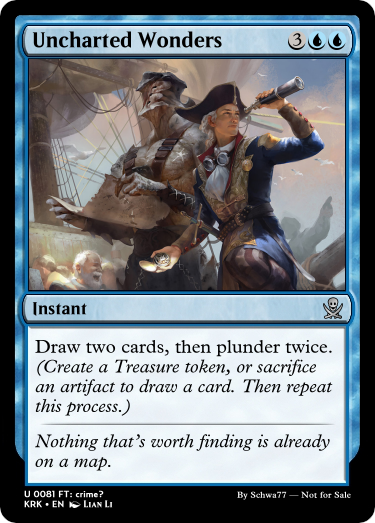 Uncharted Wonders 3
Instant
Draw two cards, then plunder twice.
(Create a Treasure token, or sacrifice
an artifact to draw a card. Then repeat
this process.)
Nothing that's worth finding is already
on a map.
U 0081 FT: crime?
KRK • EN Lian Li
By Schwa77 — Not for Sale